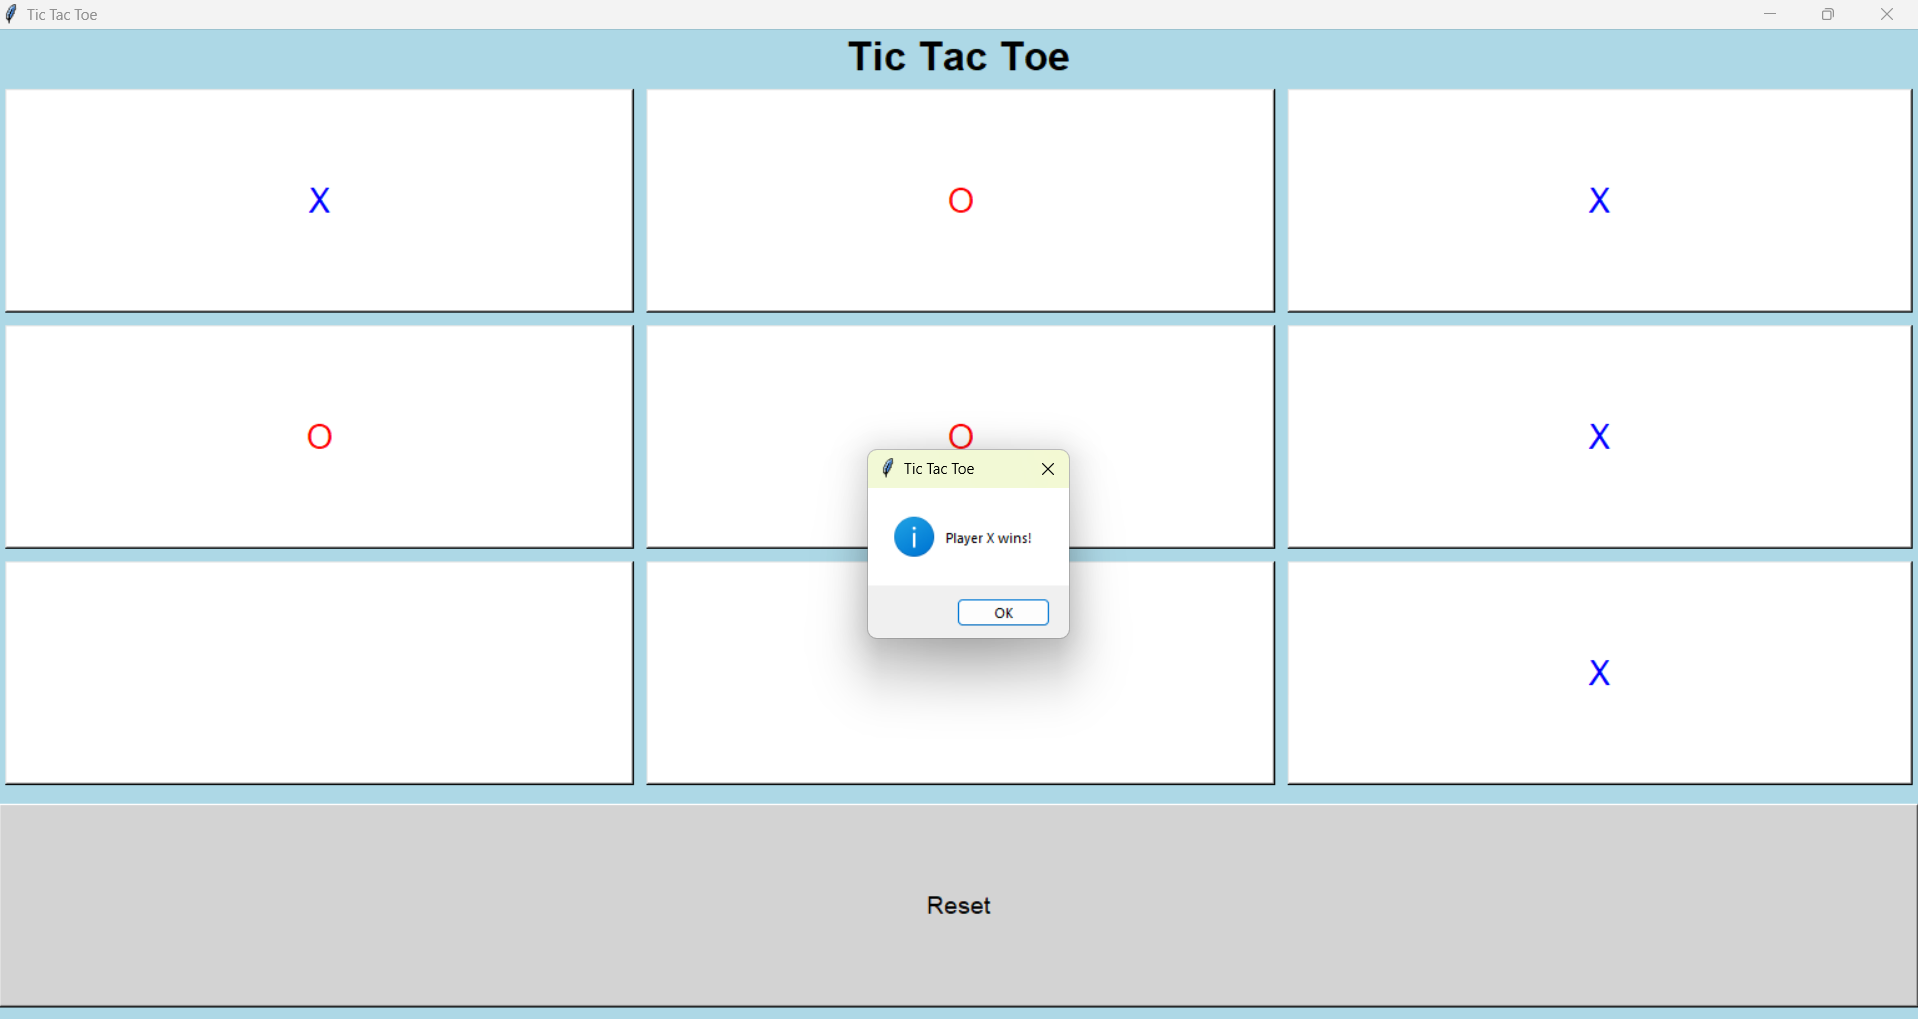 Tic Tac Toe
Tic Tac Toe
X O X
O O X
Tic Tac Toe
Player X wins!
OK
X
Reset